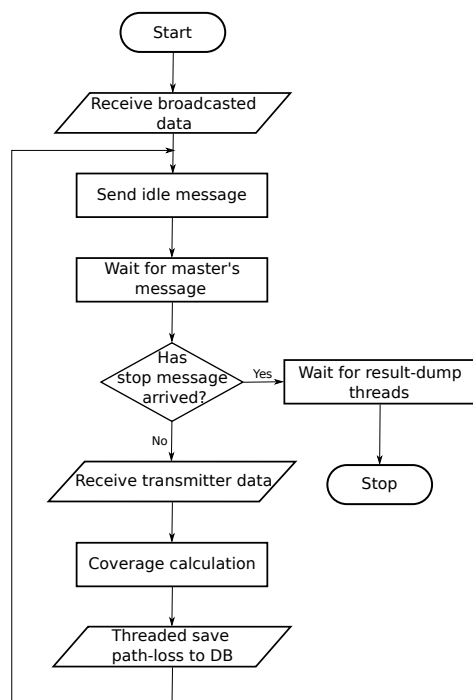 Start
Receive broadcasted
data
Send idle message
Wait for master's
message
Has
stop message
arrived?
Yes
Wait for result-dump
threads
No
Stop
Receive transmitter data
Coverage calculation
Threaded save
path-loss to DB